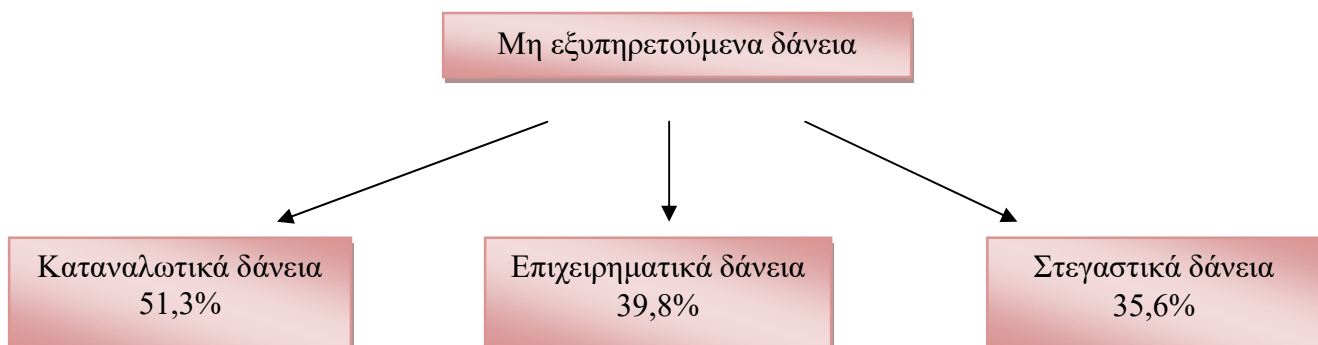 Μη εξυπηρετούμενα δάνεια
Καταναλωτικά δάνεια
51,3%
Επιχειρηματικά δάνεια
39,8%
Στεγαστικά δάνεια
35,6%